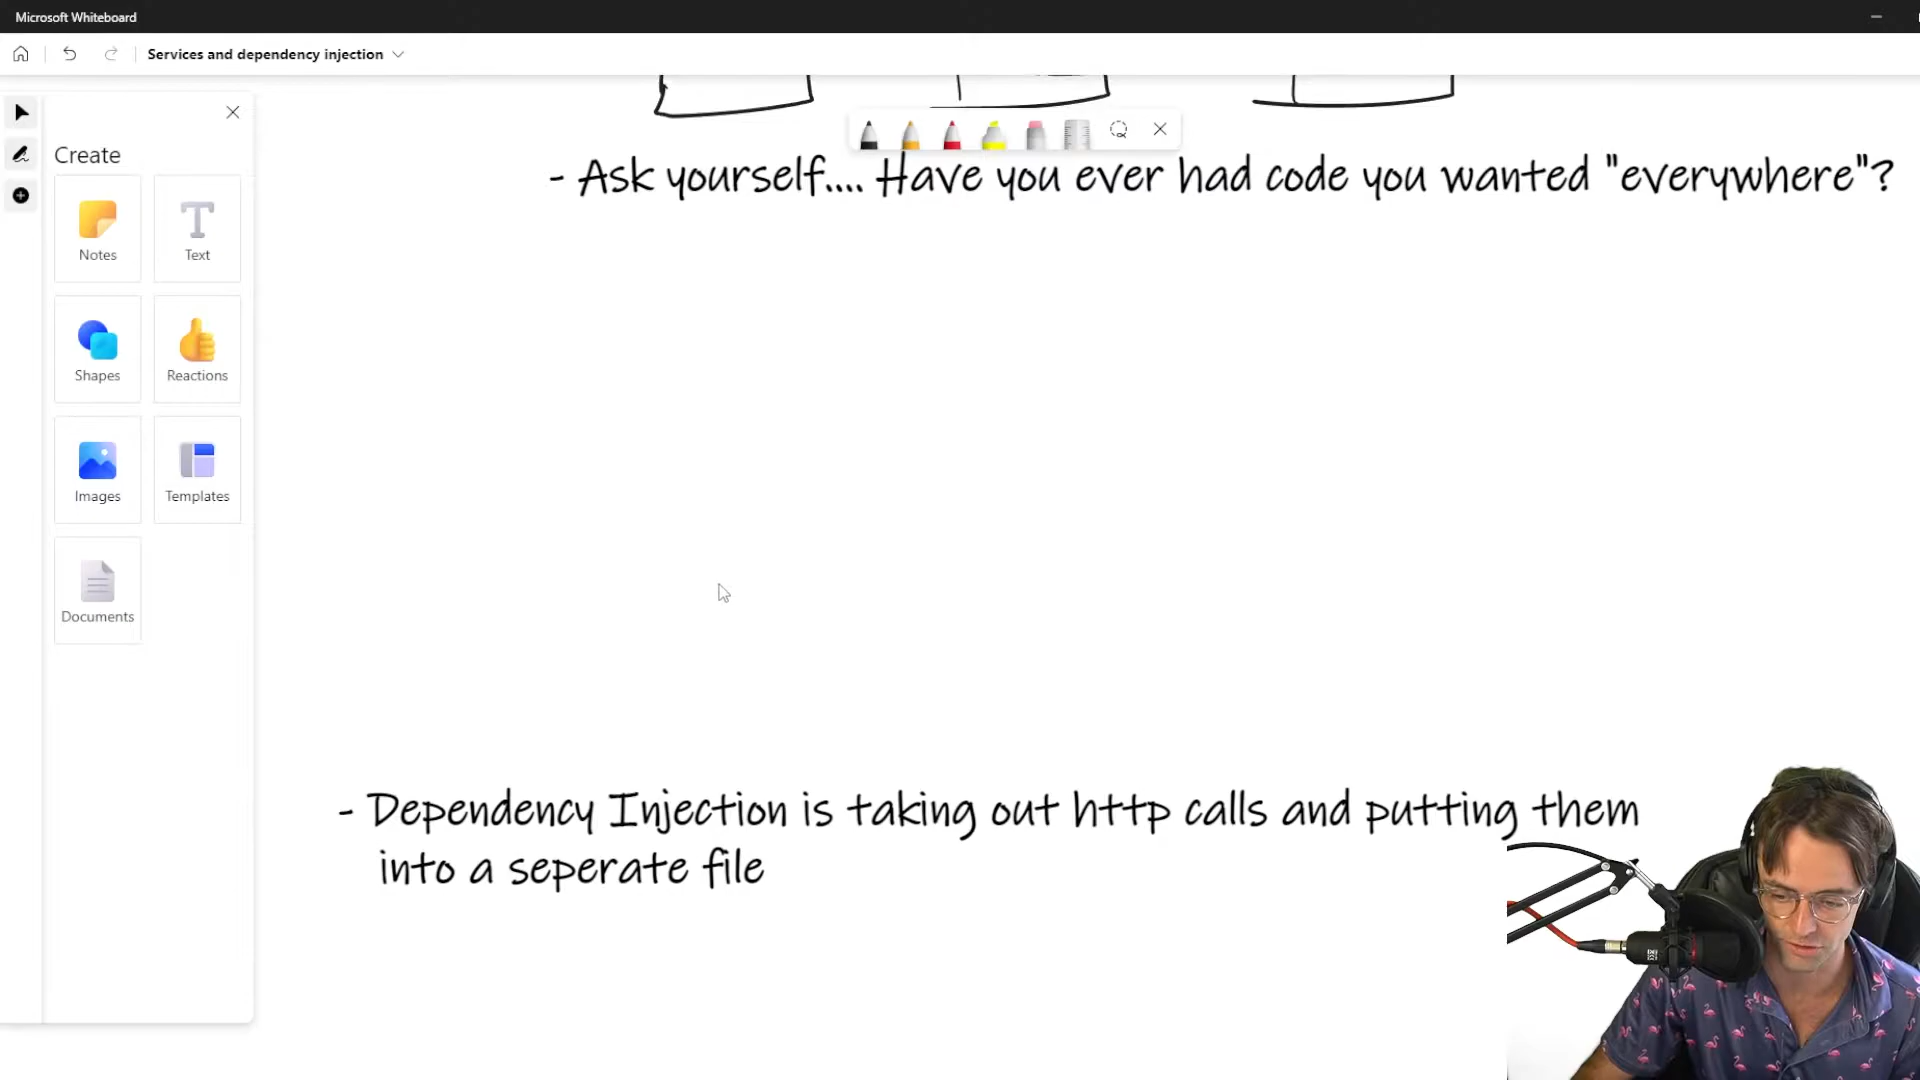 Microsoft Whiteboard
Services and dependency injection
Create
Notes
Text
Shapes
Reactions
Images
Templates
Documents
- Ask yourself.... Have you ever had code you wanted "everywhere"?
- Dependency Injection is taking out http calls and putting them
into a seperate file